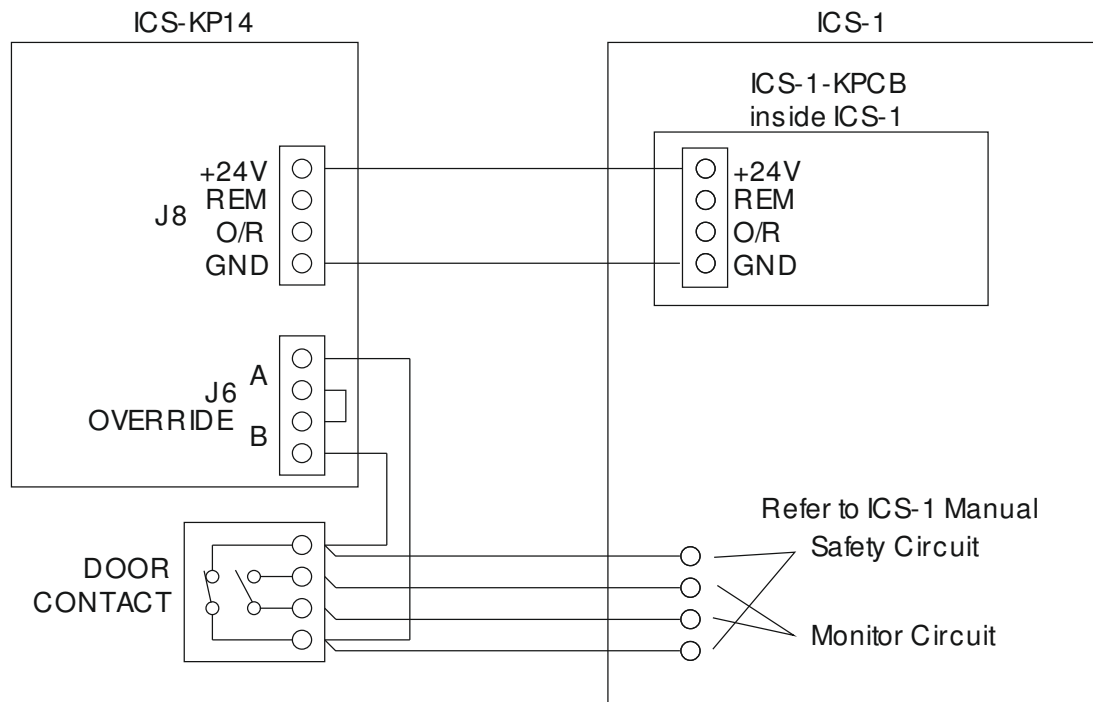 ICS-KP14
ICS-1
ICS-1-KPCB
inside ICS-1
+24V
REM
J8
O/R
GND
+24V
REM
O/R
GND
A
J6
OVERRIDE
B
DOOR
CONTACT
Refer to ICS-1 Manual
Safety Circuit
Monitor Circuit